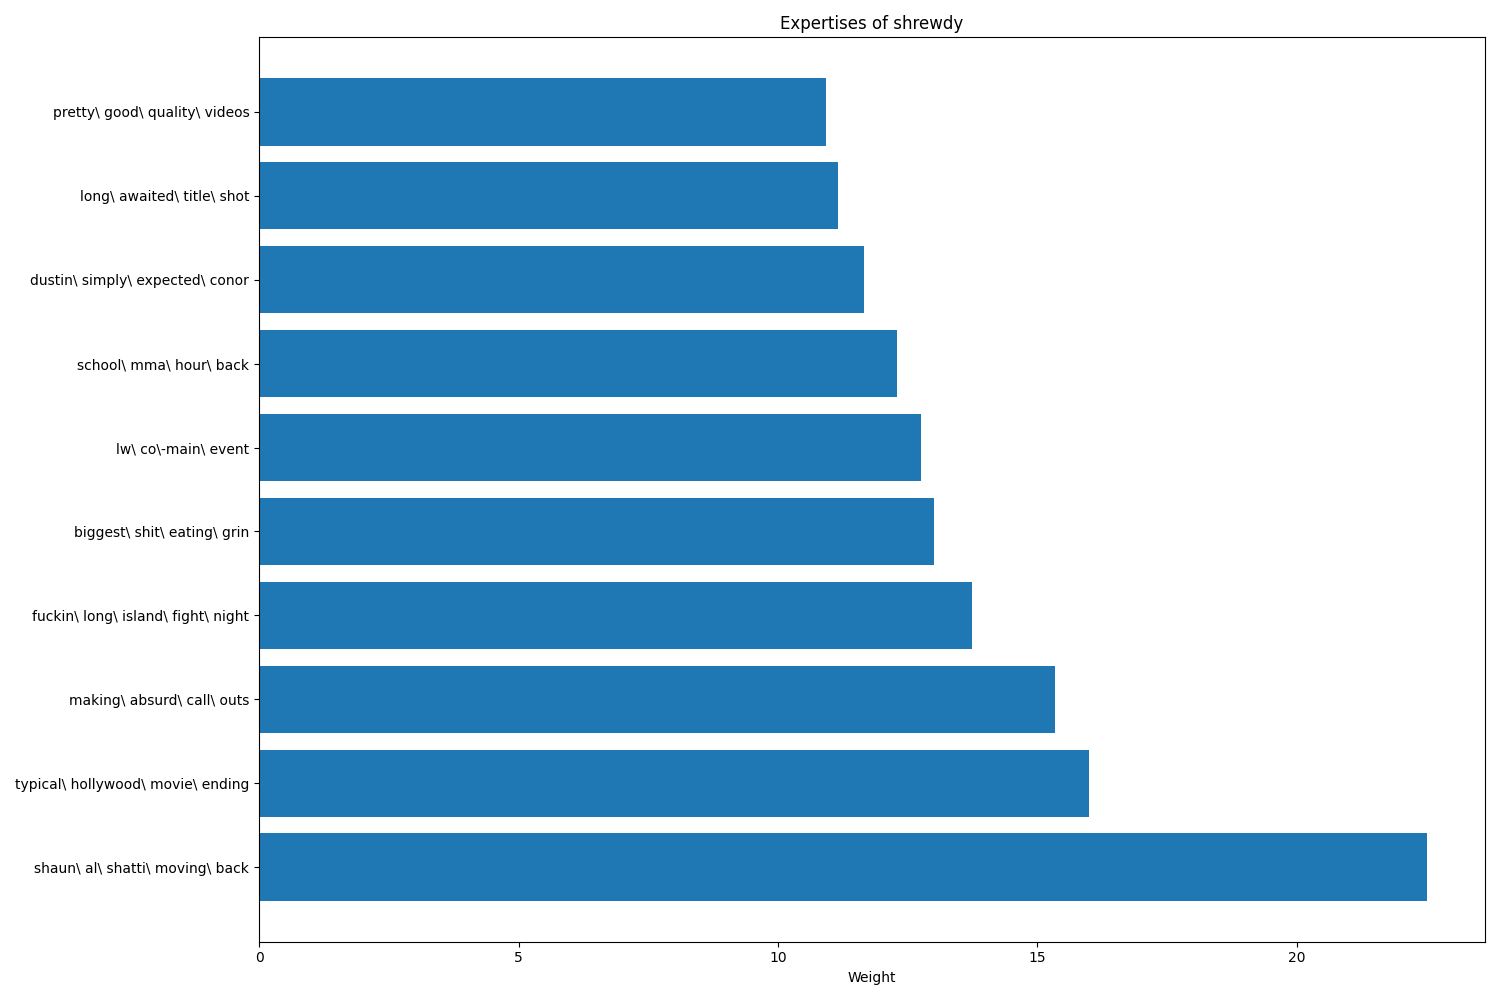 Expertises of shrewdy
pretty\ good\ quality\ videos
long\ awaited\ title\ shot
dustin\ simply\ expected\ conor
school\ mma\ hour\ back
lw\ co\-main\ event
biggest\ shit\ eating\ grin
fuckin\ long\ island\ fight\ night
making\ absurd\ call\ outs
typical\ hollywood\ movie\ ending
shaun\ al\ shatti\ moving\ back
0 5 10 15 20
Weight